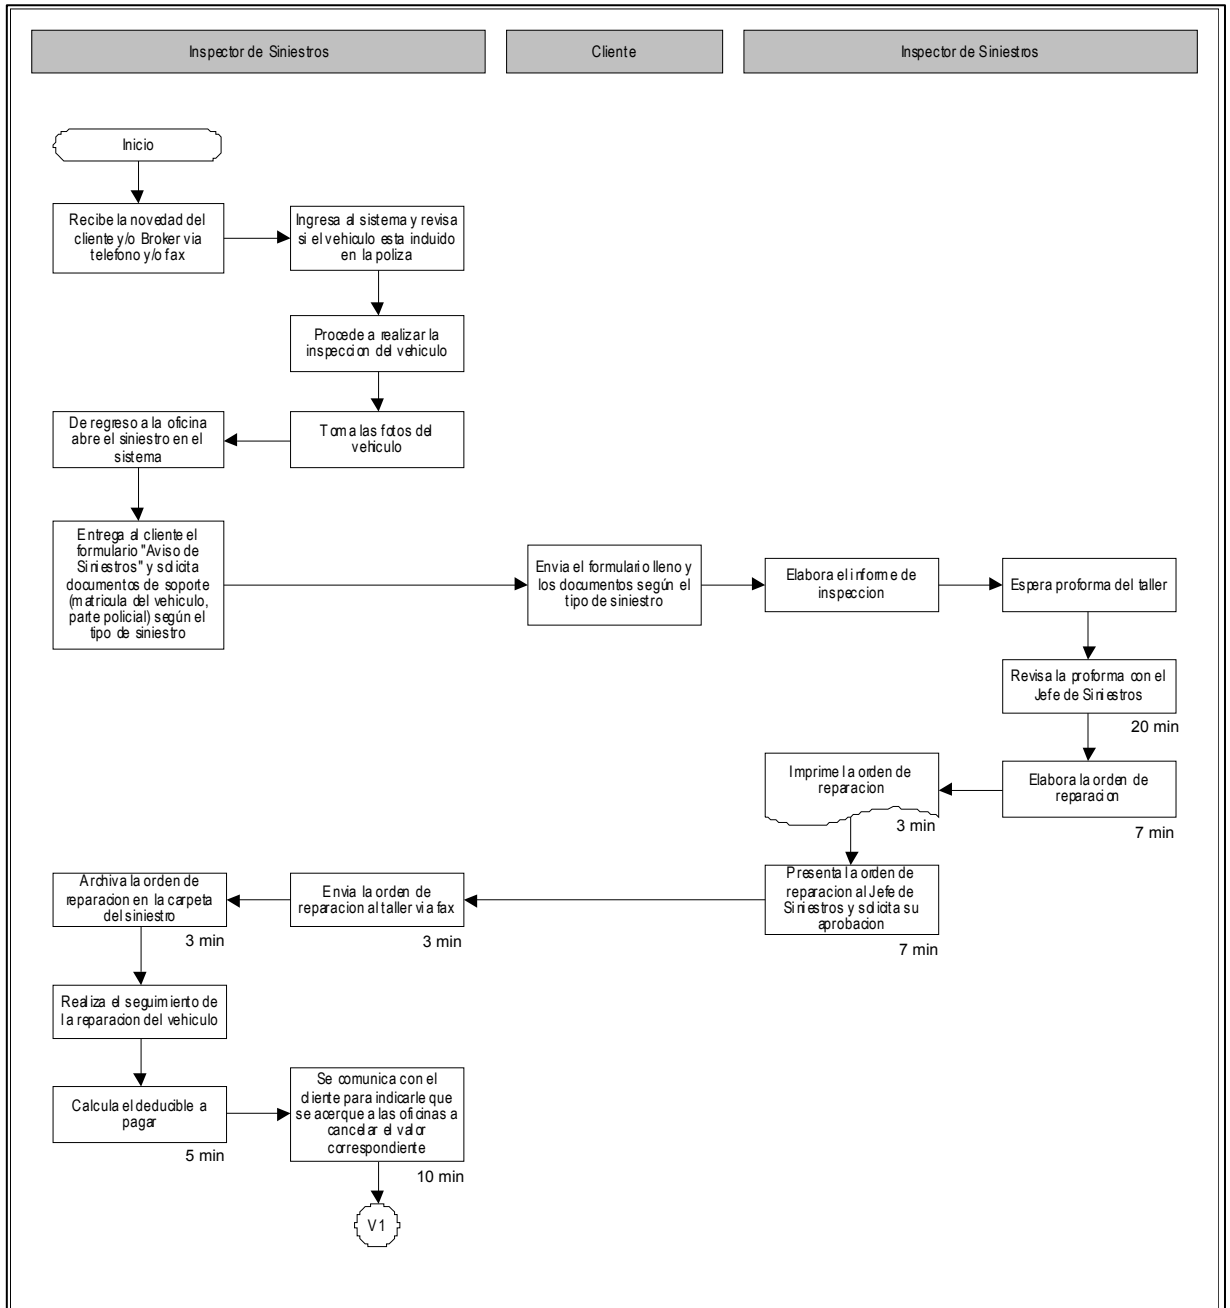 Inspector de Siniestros
Cliente
Inspector de Siniestros
Inicio
Recibe la novedad del
cliente y/o Broker via
telefono y/o fax
Ingresa al sistema y revisa
si el vehiculo esta incluido
en la poliza
Procede a realizar la
inspeccion del vehiculo
Toma las fotos del
vehiculo
De regreso a la oficina
abre el siniestro en el
sistema
Entrega al cliente el
formulario "Aviso de
Siniestros" y solicita
documentos de soporte
(matricula del vehiculo,
parte policial) según el
tipo de siniestro
Envia el formulario lleno y
los documentos según el
tipo de siniestro
Elabora el informe de
inspeccion
Espera proforma del taller
Revisa la proforma con el
Jefe de Siniestros
20 min
Elabora la orden de
reparacion
7 min
Imprime la orden de
reparacion
3 min
Presenta la orden de
reparacion al Jefe de
Siniestros y solicita su
aprobacion
7 min
Envia la orden de
reparacion al taller via fax
3 min
Archiva la orden de
reparacion en la carpeta
del siniestro
3 min
Realiza el seguimiento de
la reparacion del vehiculo
Calcula el deducible a
pagar
5 min
Se comunica con el
cliente para indicarle que
se acerque a las oficinas a
cancelar el valor
correspondiente
10 min
V1